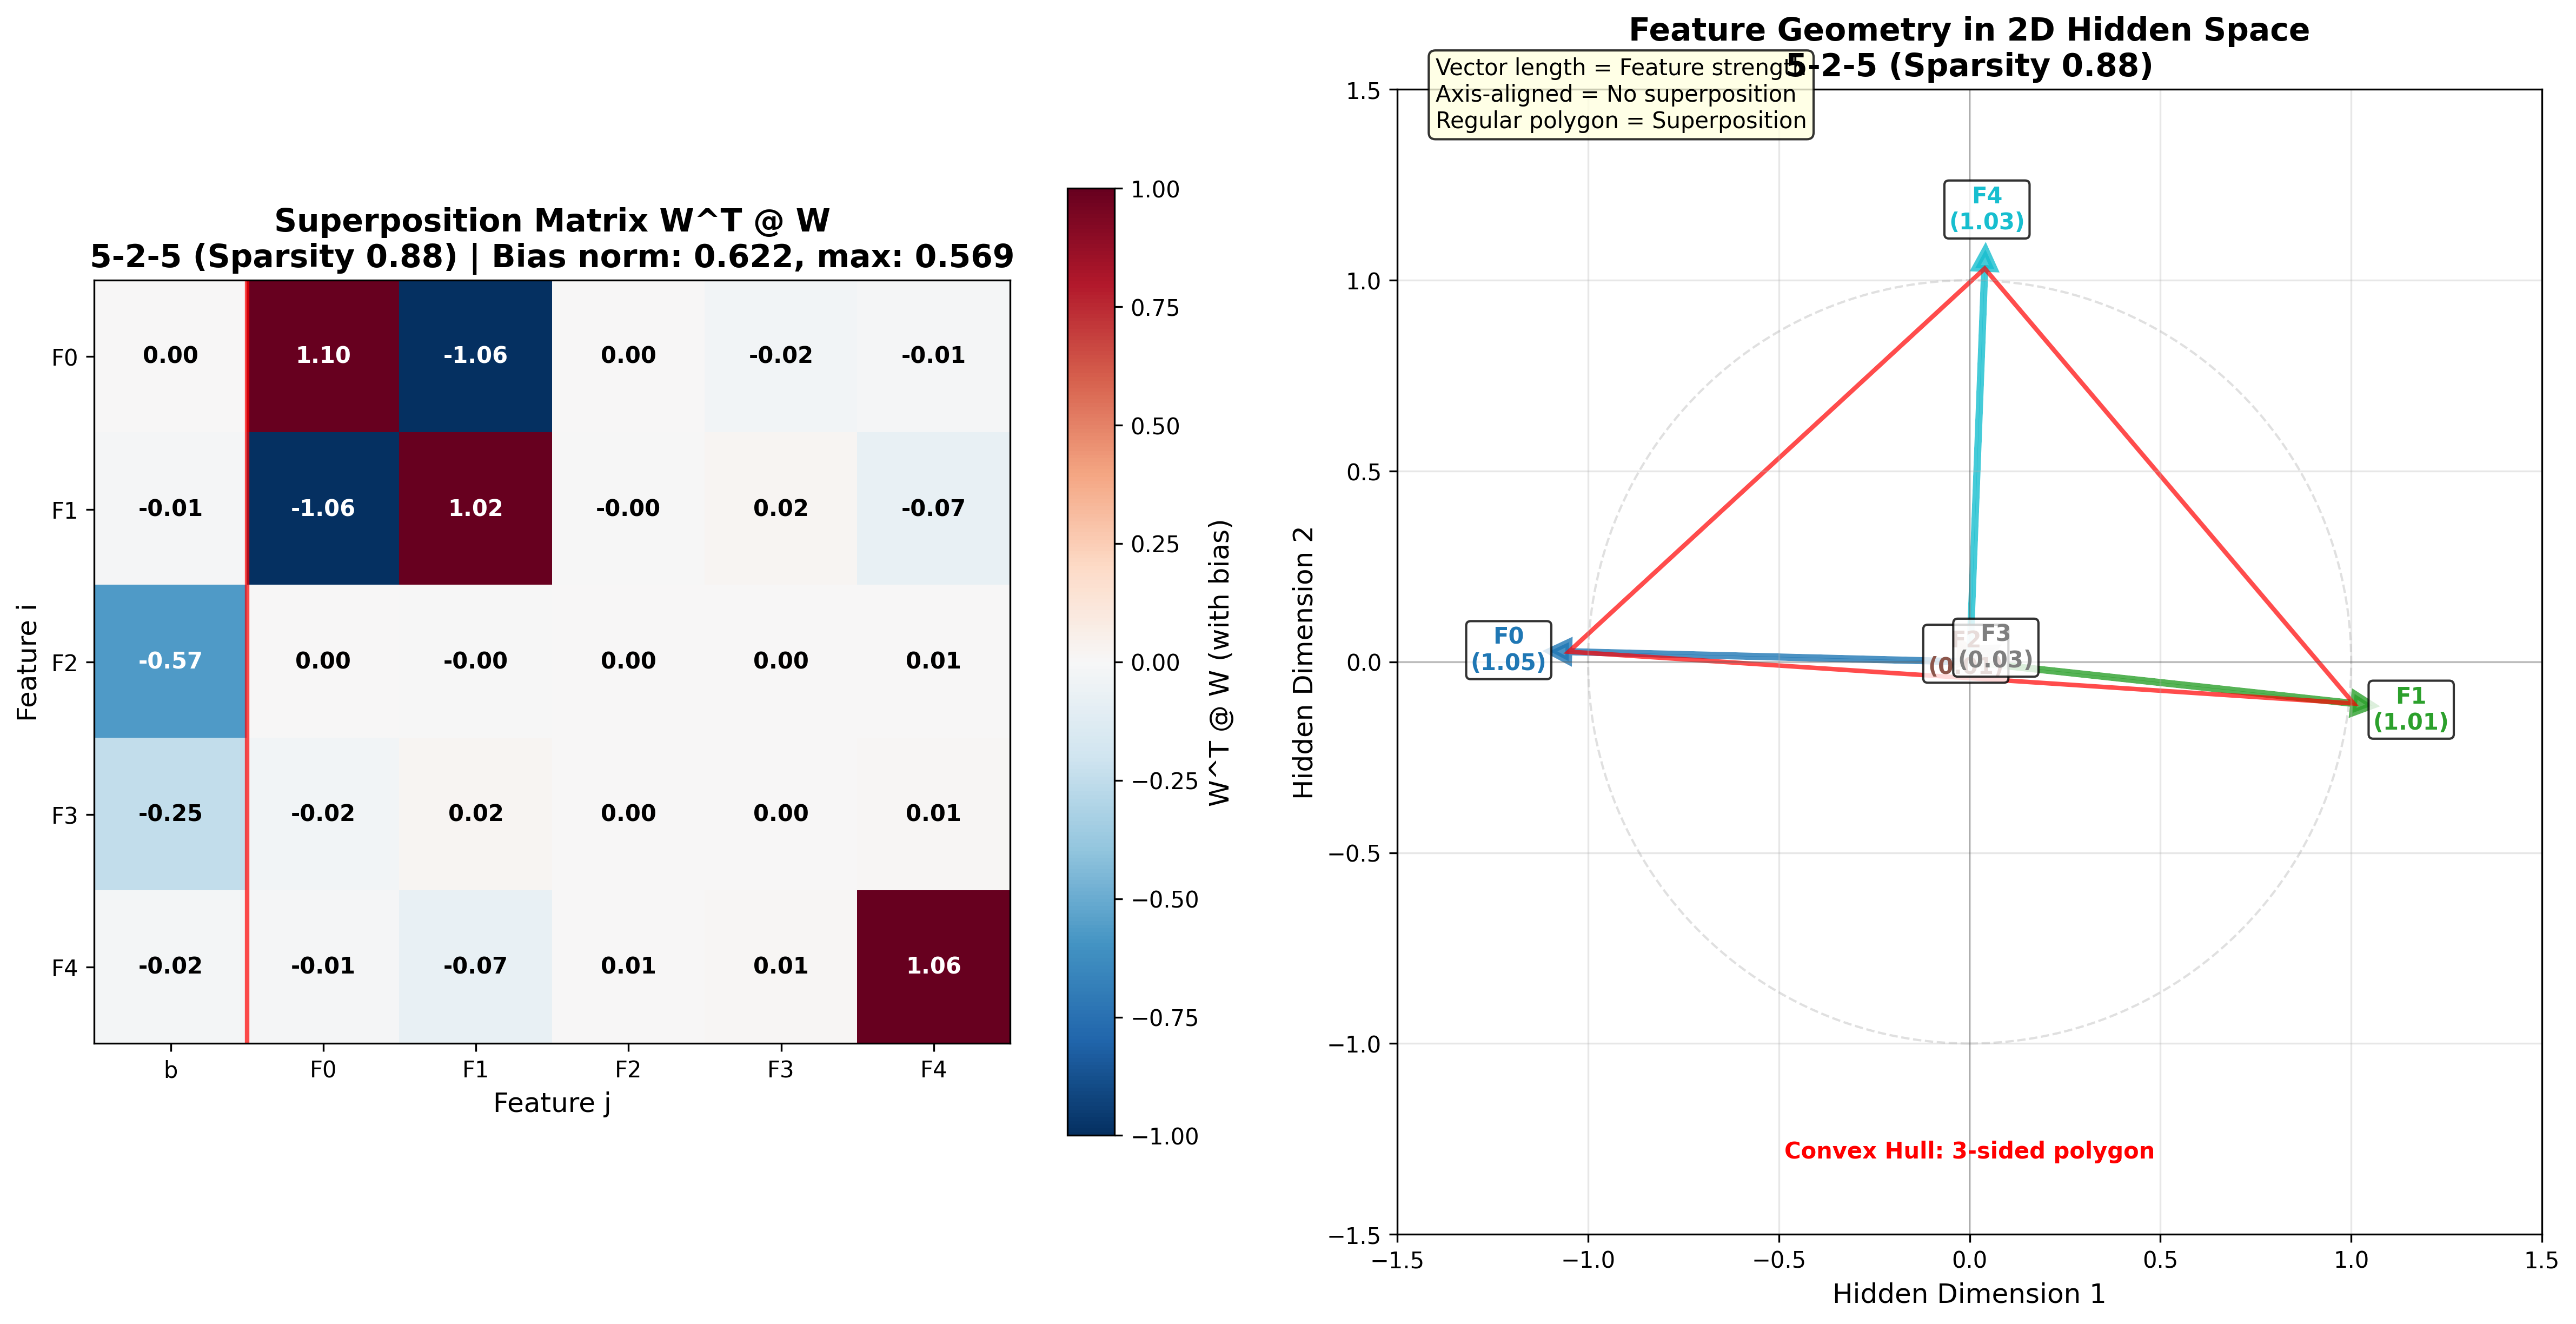 Superposition Matrix W^T @ W
5-2-5 (Sparsity 0.88) | Bias norm: 0.622, max: 0.569
Feature i
F0
0.00 1.10 -1.06 0.00 -0.02 -0.01
F1
-0.01 -1.06 1.02 -0.00 0.02 -0.07
F2
-0.57 0.00 -0.00 0.00 0.00 0.01
F3
-0.25 -0.02 0.02 0.00 0.00 0.01
F4
-0.02 -0.01 -0.07 0.01 0.01 1.06
b F0 F1 F2 F3 F4
Feature j
1.00
0.75
0.50
0.25
0.00
−0.25
−0.50
−0.75
−1.00
W^T @ W (with bias)
Feature Geometry in 2D Hidden Space
5-2-5 (Sparsity 0.88)
Vector length = Feature strength
Axis-aligned = No superposition
Regular polygon = Superposition
Hidden Dimension 2
1.5
1.0
0.5
0.0
−0.5
−1.0
−1.5
F4
(1.03)
F0
(1.05)
F2
F3
(0.03)
F1
(1.01)
Convex Hull: 3-sided polygon
−1.5 −1.0 −0.5 0.0 0.5 1.0 1.5
Hidden Dimension 1